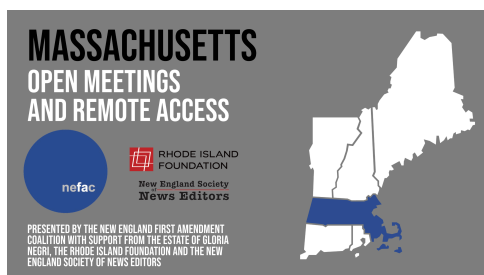 MASSACHUSETTS
OPEN MEETINGS
AND REMOTE ACCESS
nefac
RHODE ISLAND
FOUNDATION
New England Society
of
News Editors
PRESENTED BY THE NEW ENGLAND FIRST AMENDMENT
COALITION WITH SUPPORT FROM THE ESTATE OF GLORIA
NEGRI, THE RHODE ISLAND FOUNDATION AND THE NEW
ENGLAND SOCIETY OF NEWS EDITORS